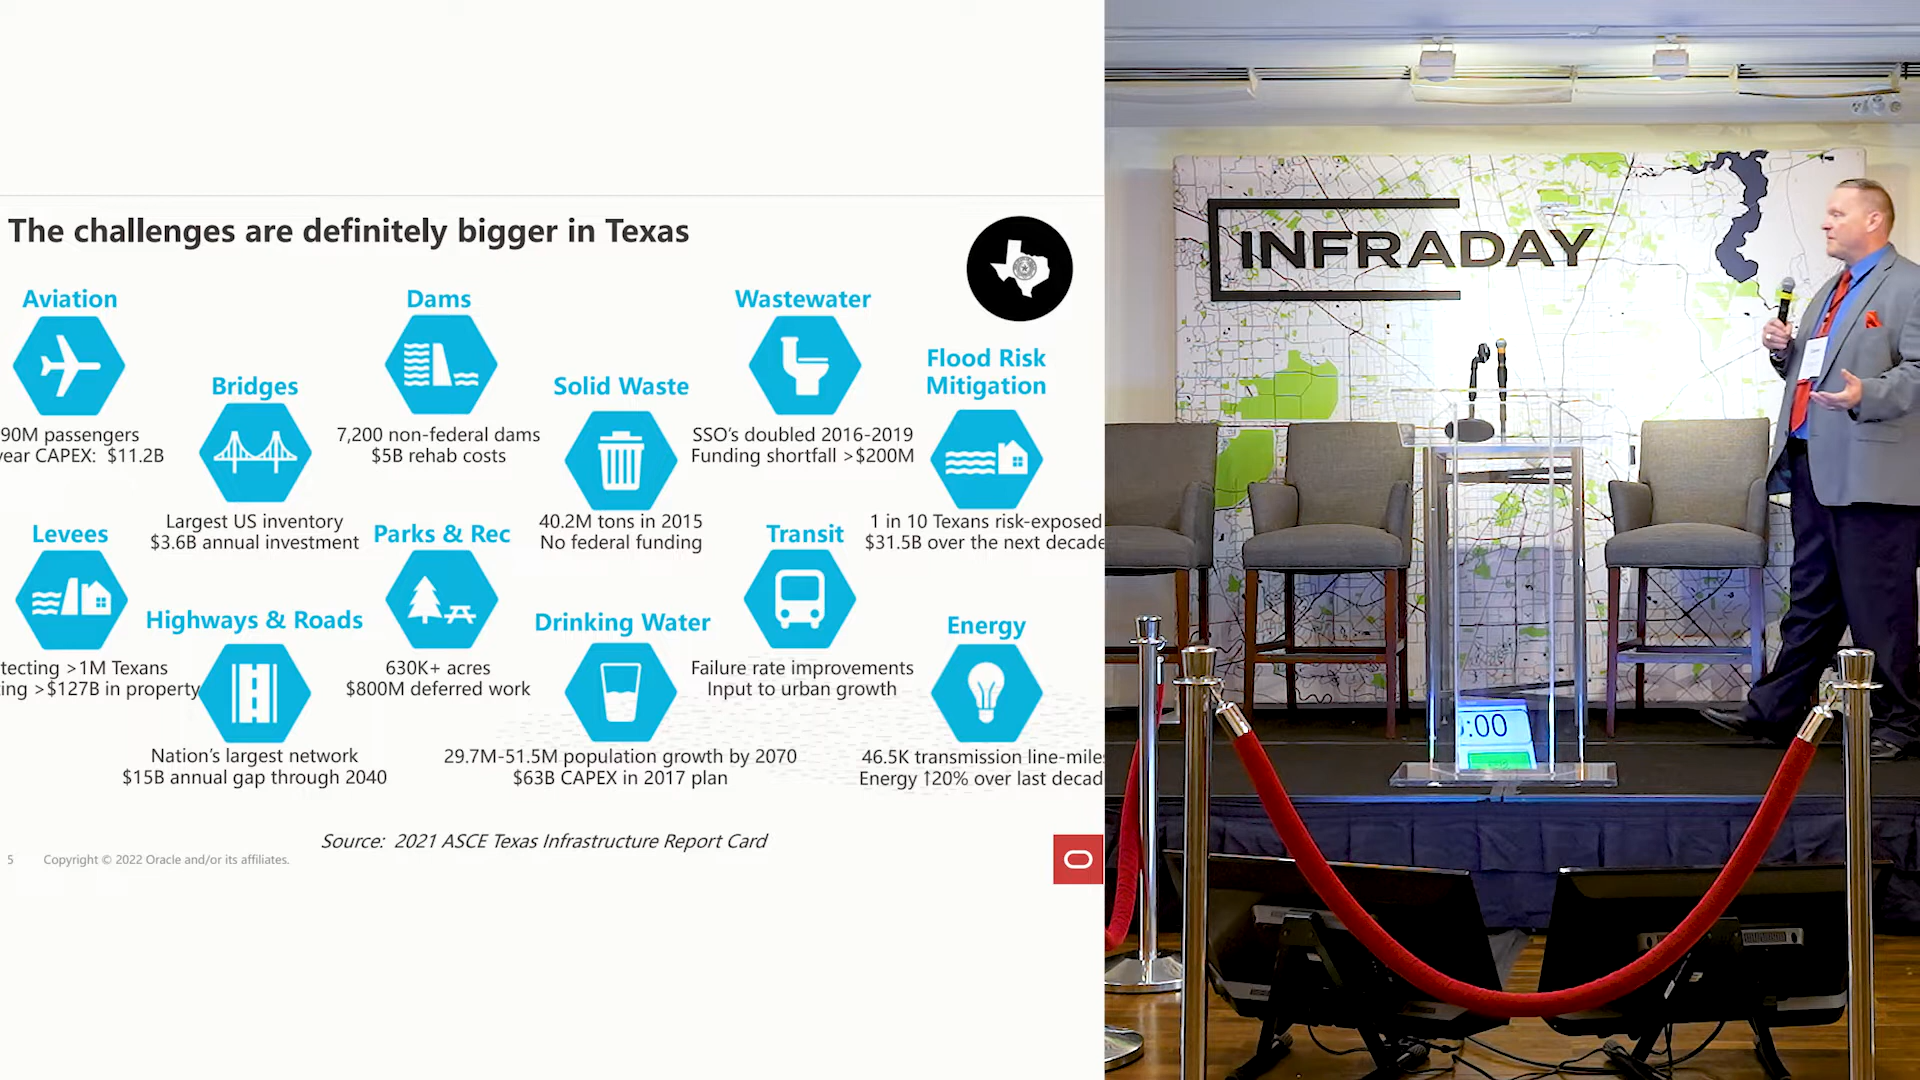 The challenges are definitely bigger in Texas
Aviation
90M passengers
year CAPEX: $11.2B
Bridges
Largest US inventory
$3.6B annual investment
Dams
7,200 non-federal dams
$5B rehab costs
Solid Waste
40.2M tons in 2015
No federal funding
Wastewater
SSO's doubled 2016-2019
Funding shortfall >$200M
Flood Risk
Mitigation
1 in 10 Texans risk-exposed
$31.5B over the next decade
Levees
tecting >1M Texans
ing >$127B in property
Highways & Roads
Nation's largest network
$15B annual gap through 2040
Parks & Rec
630K+ acres
$800M deferred work
Drinking Water
29.7M-51.5M population growth by 2070
$63B CAPEX in 2017 plan
Transit
Failure rate improvements
Input to urban growth
Energy
46.5K transmission line-miles
Energy 120% over last decad
Source: 2021 ASCE Texas Infrastructure Report Card
5 Copyright © 2022 Oracle and/or its affiliates.
INFRADAY
:00